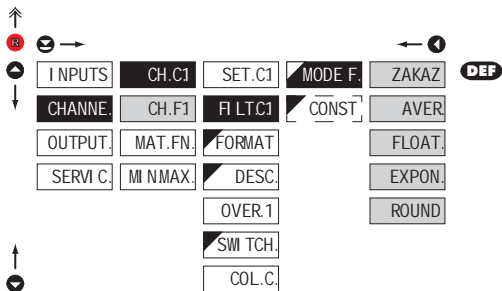 R
INPUTS CH.C1 SET.C1 MODE F. ZAKAZ DEF
CHANNE. CH.F1 FILT.C1 CONST AVER.
OUTPUT. MAT.FN. FORMAT FLOAT.
SERVIC. MINMAX. DESC. EXPON.
OVER.1 ROUND
SWITCH.
COL.C.